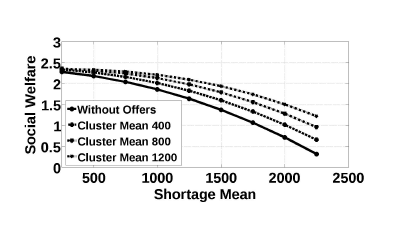 3
2.5
2
1.5
1
0.5
0
Social Welfare
Without Offers
Cluster Mean 400
Cluster Mean 800
Cluster Mean 1200
500 1000 1500 2000 2500
Shortage Mean